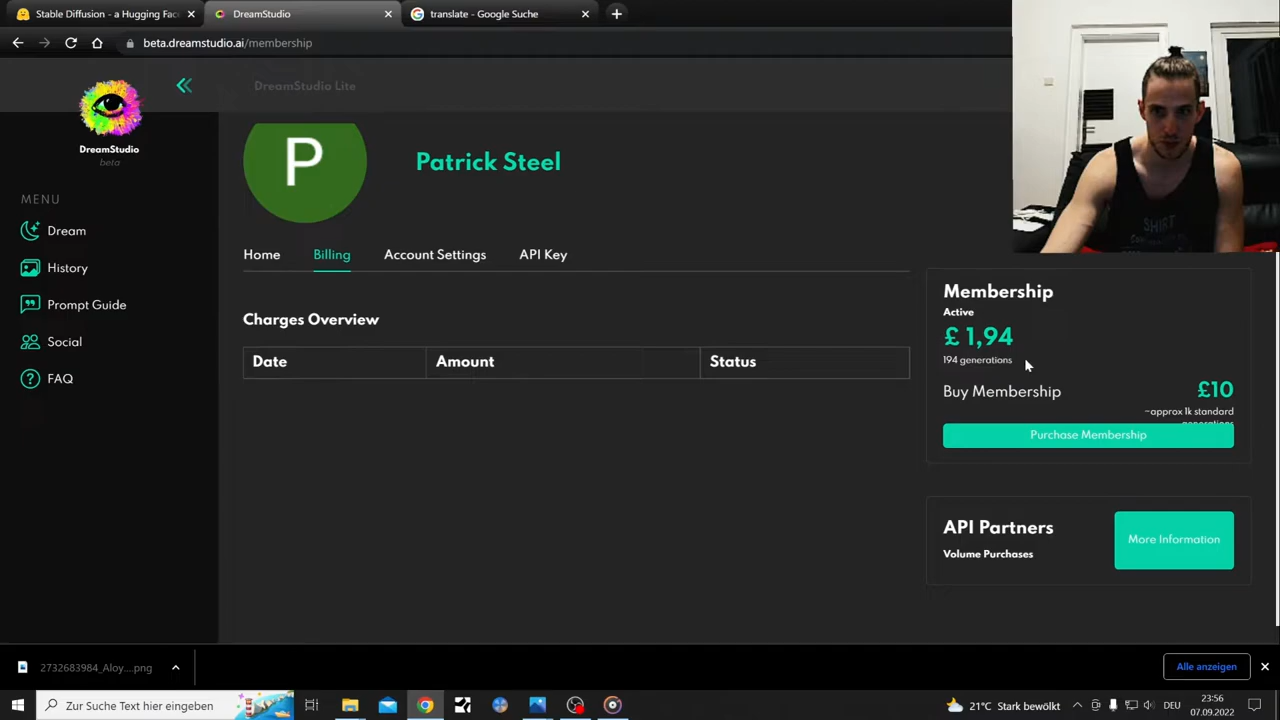 Stable Diffusion - a Hugging Fac
DreamStudio
translate - Google Suche
beta.dreamstudio.ai/membership
DreamStudio Lite
DreamStudio
beta
MENU
Dream
History
Prompt Guide
Social
FAQ
P
Patrick Steel
Home
Billing
Account Settings
API Key
Charges Overview
Date
Amount
Status
Membership
Active
£ 1,94
194 generations
Buy Membership
£10
~approx 1k standard
generations
Purchase Membership
API Partners
Volume Purchases
More Information
SHIRT
2732683984_Aloy....png
Alle anzeigen
Zur Suche Text hier eingeben
21°C Stark bewölkt
DEU
23:56
07.09.2022